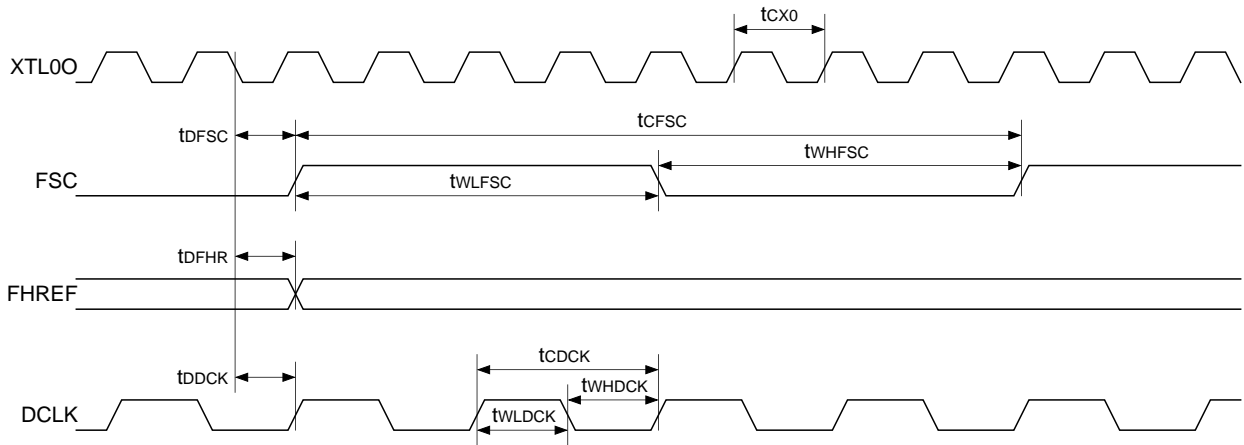 tCX0
XTL0O
tDFSC
tCFSC
tWHFSC
FSC
tWLFSC
tDFHR
FHREF
tCDCK
tDDCK
tWHDCK
DCLK
tWLDCK